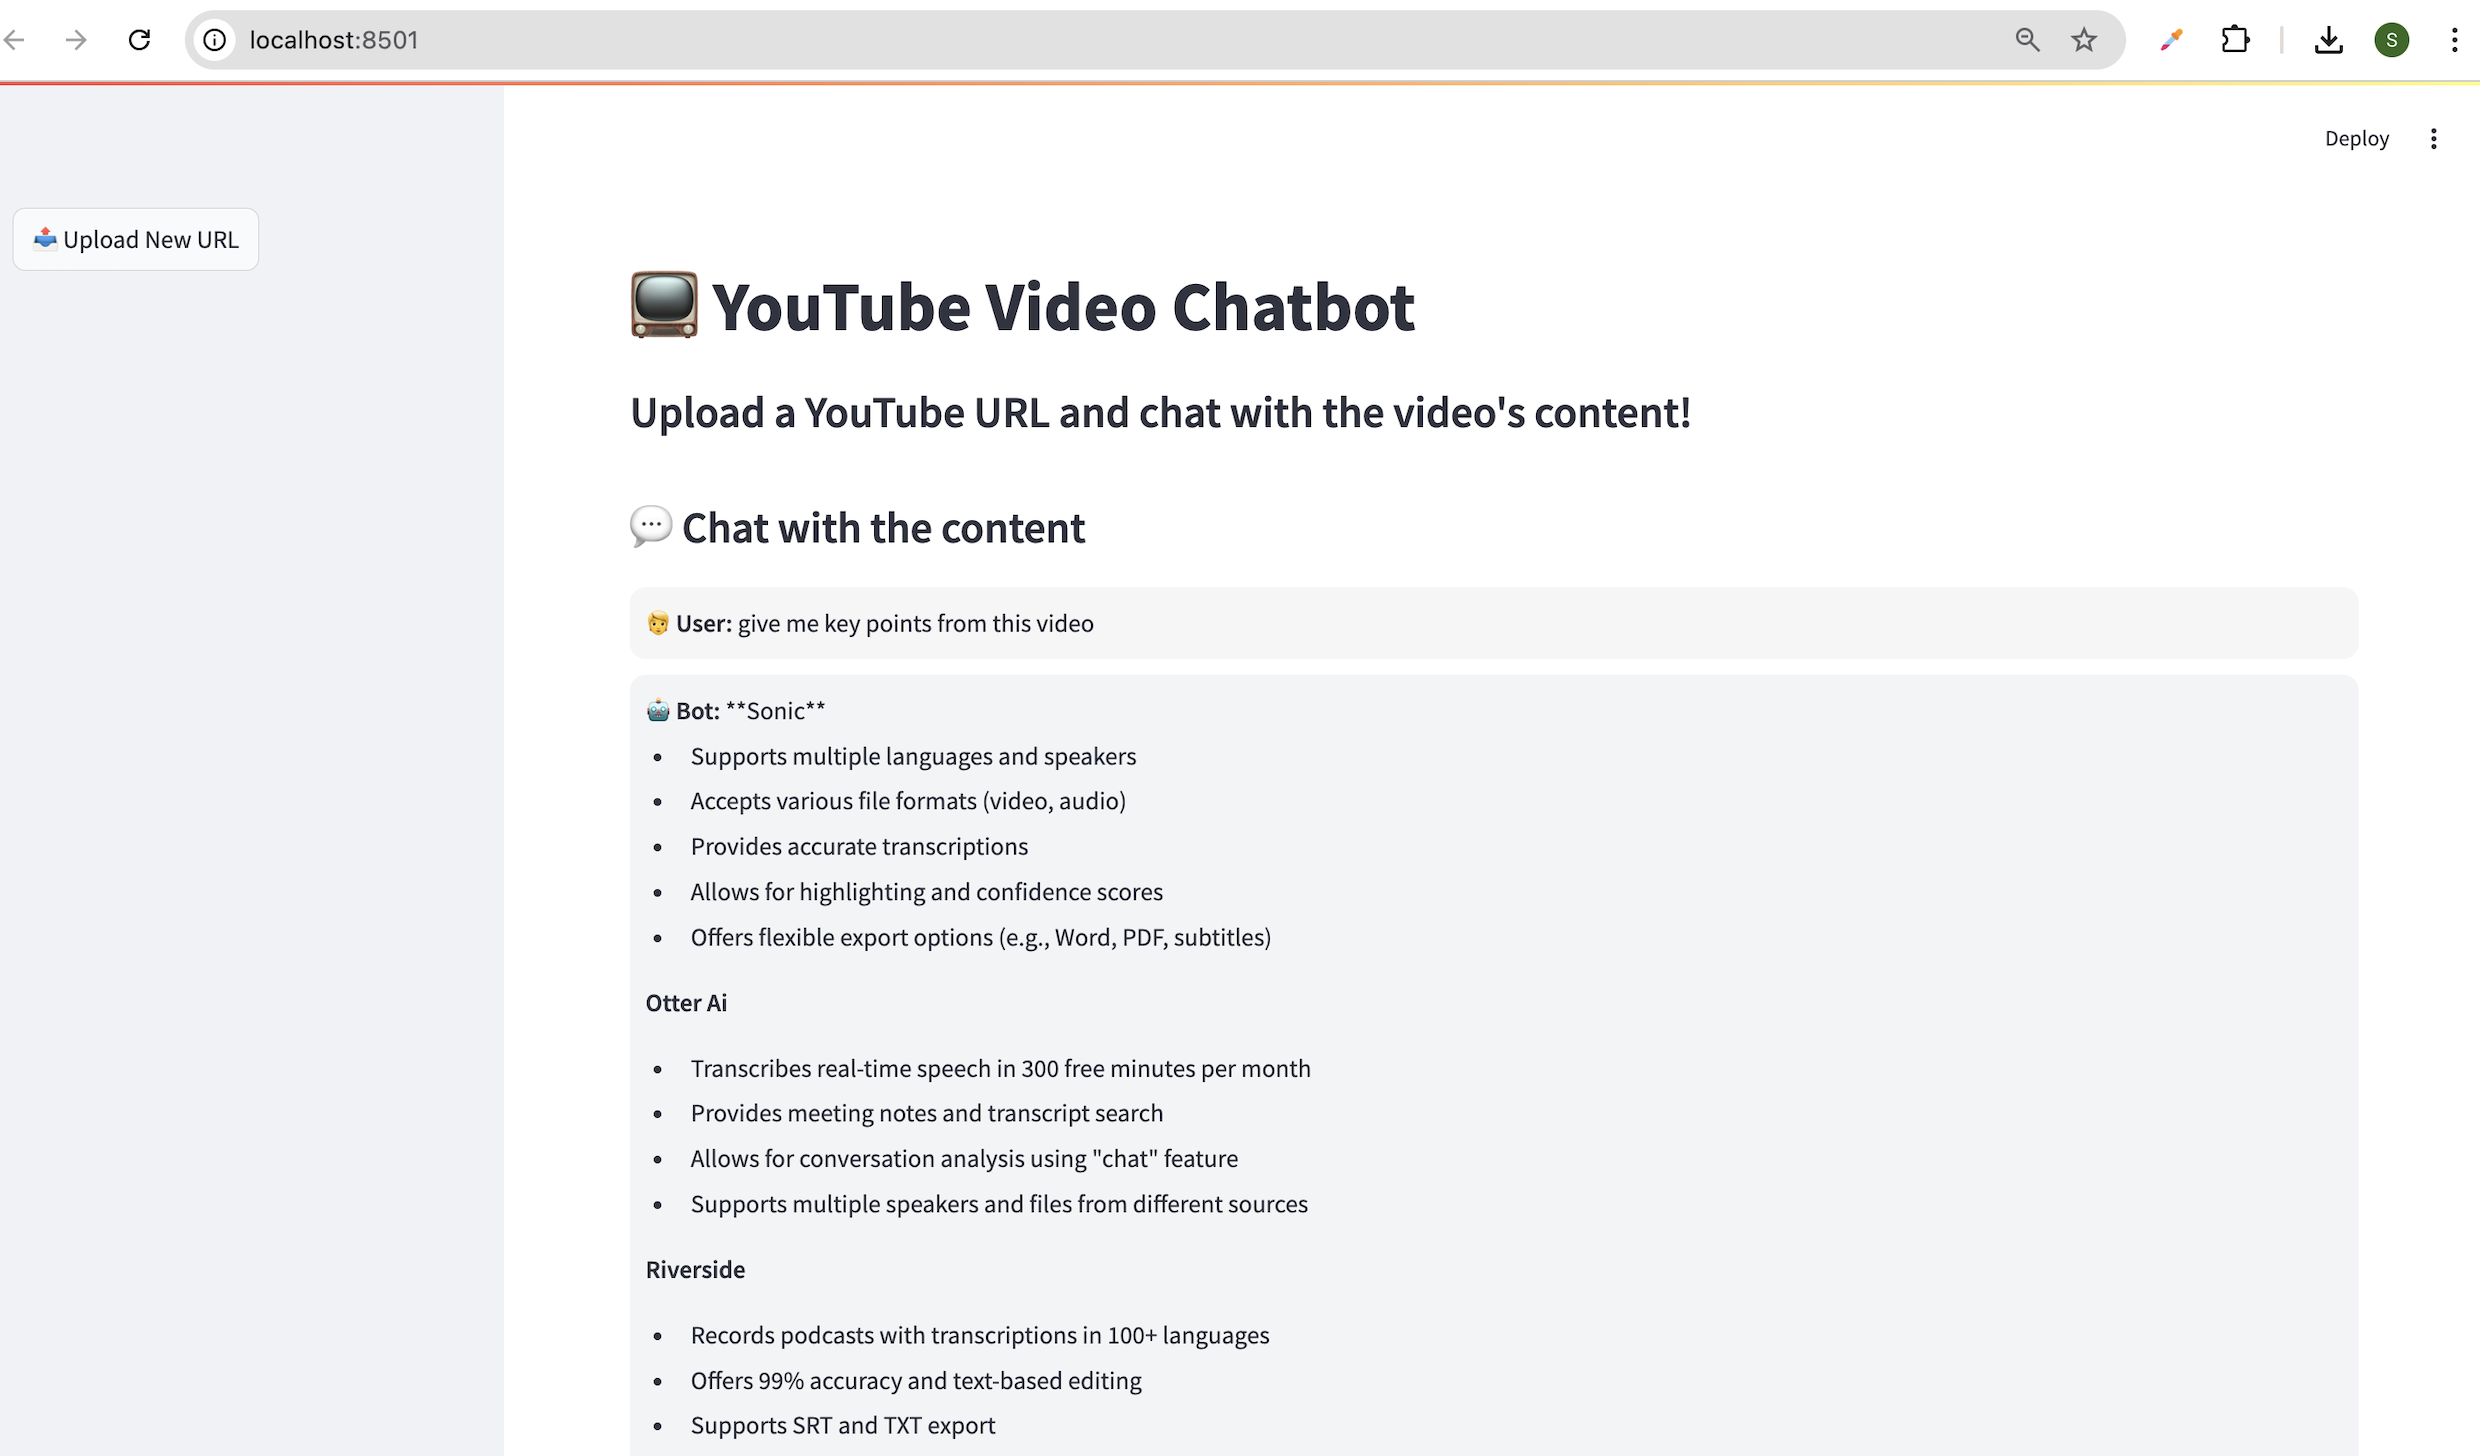 localhost:8501
S
Deploy
📤 Upload New URL
📺 YouTube Video Chatbot
Upload a YouTube URL and chat with the video's content!
💬 Chat with the content
🧑 User: give me key points from this video
🤖 Bot: **Sonic**
• Supports multiple languages and speakers
• Accepts various file formats (video, audio)
• Provides accurate transcriptions
• Allows for highlighting and confidence scores
• Offers flexible export options (e.g., Word, PDF, subtitles)
Otter Ai
• Transcribes real-time speech in 300 free minutes per month
• Provides meeting notes and transcript search
• Allows for conversation analysis using "chat" feature
• Supports multiple speakers and files from different sources
Riverside
• Records podcasts with transcriptions in 100+ languages
• Offers 99% accuracy and text-based editing
• Supports SRT and TXT export